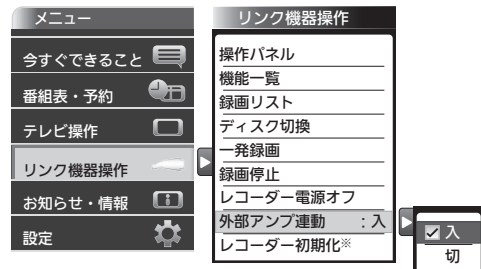 メニュー
今すぐできること
番組表・予約
テレビ操作
リンク機器操作
お知らせ・情報
設定
リンク機器操作
操作パネル
機能一覧
録画リスト
ディスク切換
一発録画
録画停止
レコーダー電源オフ
外部アンプ連動 :入
レコーダー初期化※
入
切